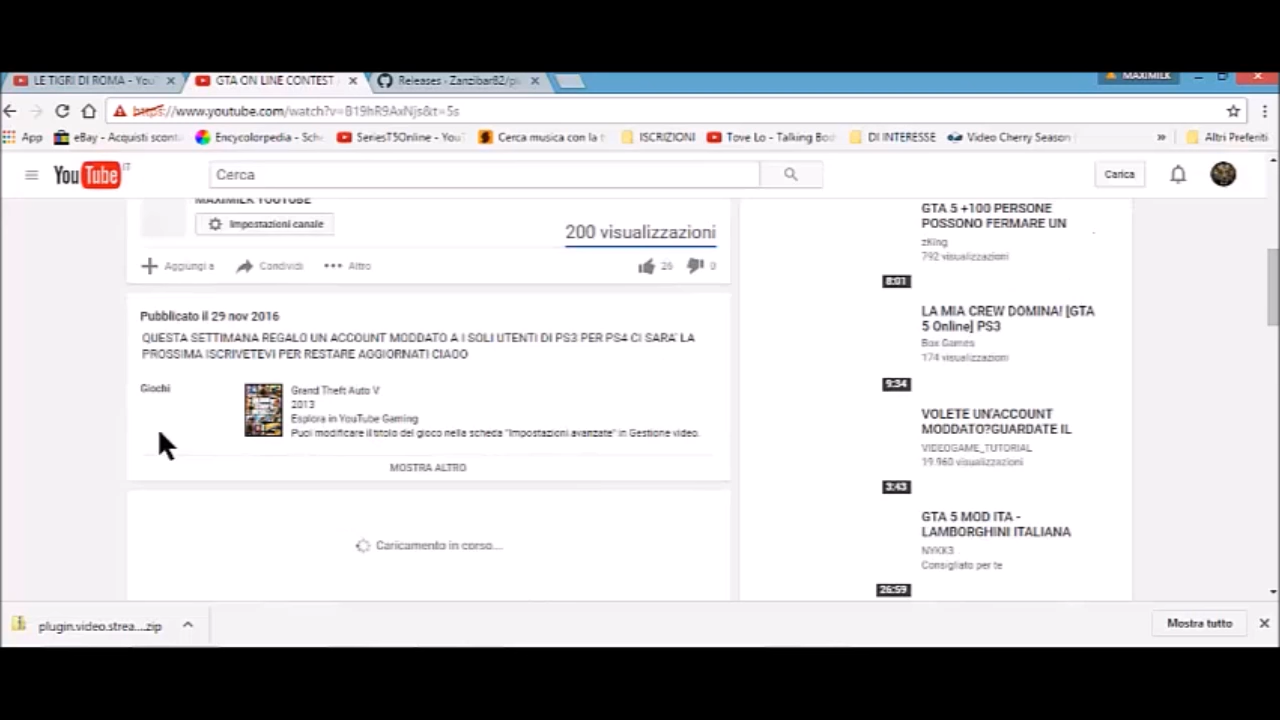 LE TIGRI DI ROMA - You
GTA ON LINE CONTEST
Releases · Zanzibar82/pl
MAXIMILK
https://www.youtube.com/watch?v=B19hR9AxNjs&t=5s
App
eBay - Acquisti scont
Encycolorpedia - Sch
SeriesT5Online - You
Cerca musica con la t
ISCRIZIONI
Tove Lo - Talking Bod
DI INTERESSE
Video Cherry Season
»
Altri Preferiti
YouTube IT
Cerca
Carica
MAXIMILK YOUTUBE
Impostazioni canale
200 visualizzazioni
Aggiungi a
Condividi
Altro
26
0
Pubblicato il 29 nov 2016
QUESTA SETTIMANA REGALO UN ACCOUNT MODDATO A I SOLI UTENTI DI PS3 PER PS4 CI SARA' LA
PROSSIMA ISCRIVETEVI PER RESTARE AGGIORNATI CIAOO
Giochi
Grand Theft Auto V
2013
Esplora in YouTube Gaming
Puoi modificare il titolo del gioco nella scheda "Impostazioni avanzate" in Gestione video.
MOSTRA ALTRO
Caricamento in corso...
GTA 5 +100 PERSONE
POSSONO FERMARE UN
zKing
792 visualizzazioni
8:01
LA MIA CREW DOMINA! [GTA
5 Online] PS3
Box Games
174 visualizzazioni
9:34
VOLETE UN'ACCOUNT
MODDATO?GUARDATE IL
VIDEOGAME_TUTORIAL
19.960 visualizzazioni
3:43
GTA 5 MOD ITA -
LAMBORGHINI ITALIANA
NYKK3
Consigliato per te
26:59
plugin.video.strea....zip
Mostra tutto